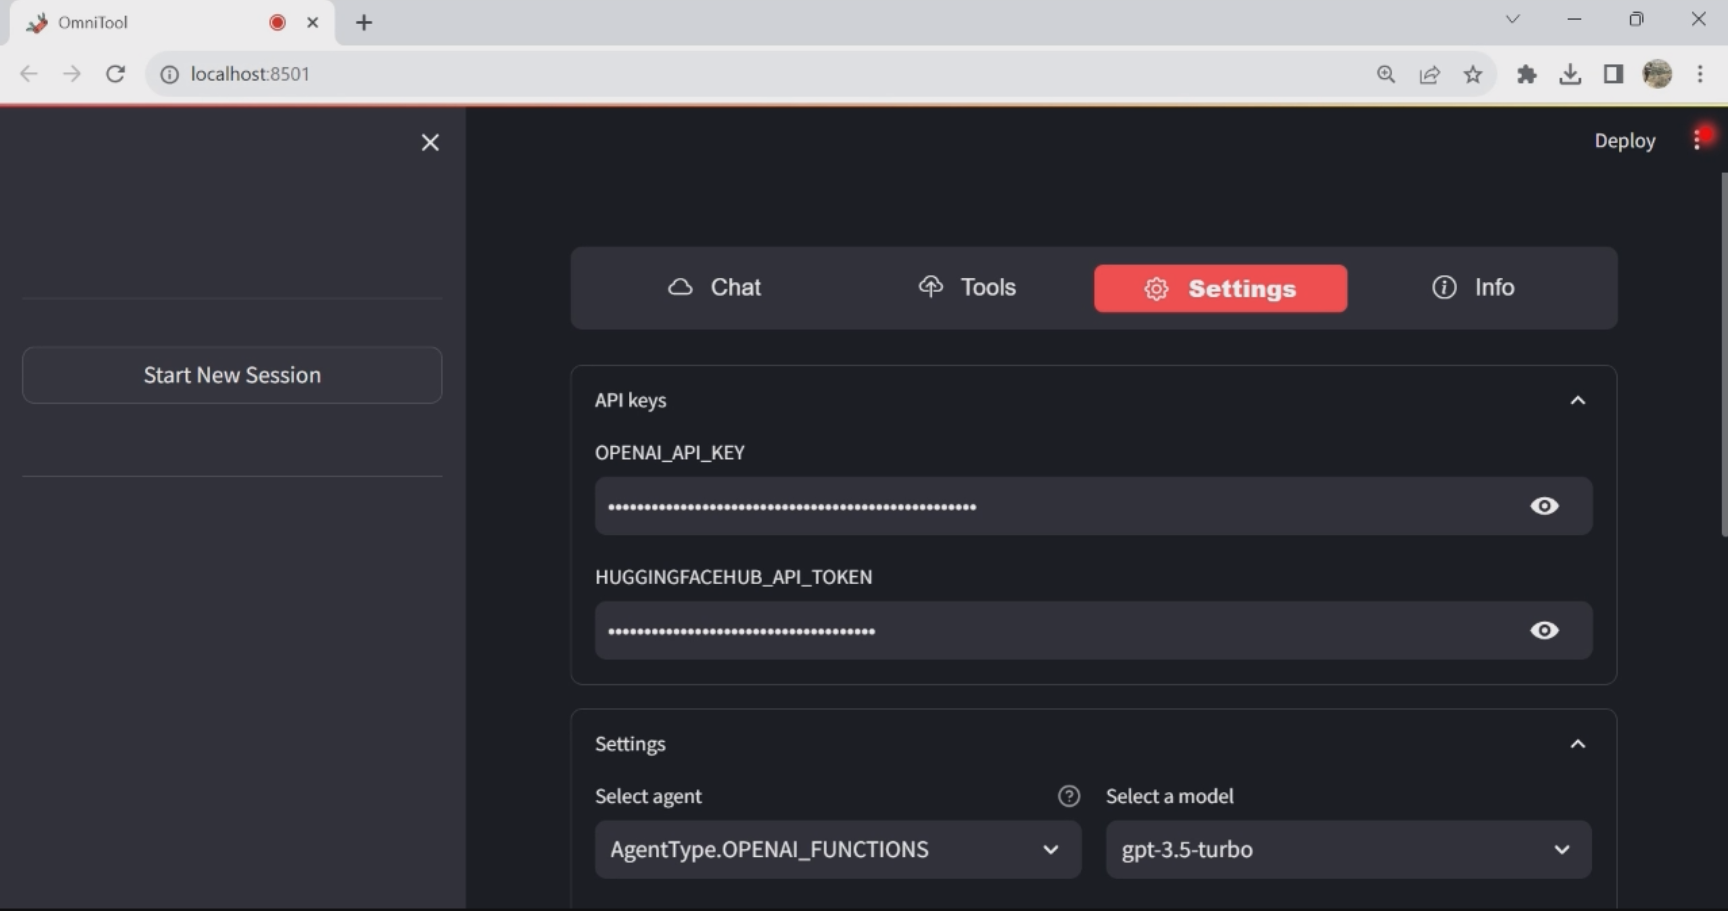 OmniTool
localhost:8501
Deploy
Chat
Tools
Settings
Info
Start New Session
API keys
OPENAI_API_KEY
HUGGINGFACEHUB_API_TOKEN
Settings
Select agent
Select a model
AgentType.OPENAI_FUNCTIONS
gpt-3.5-turbo